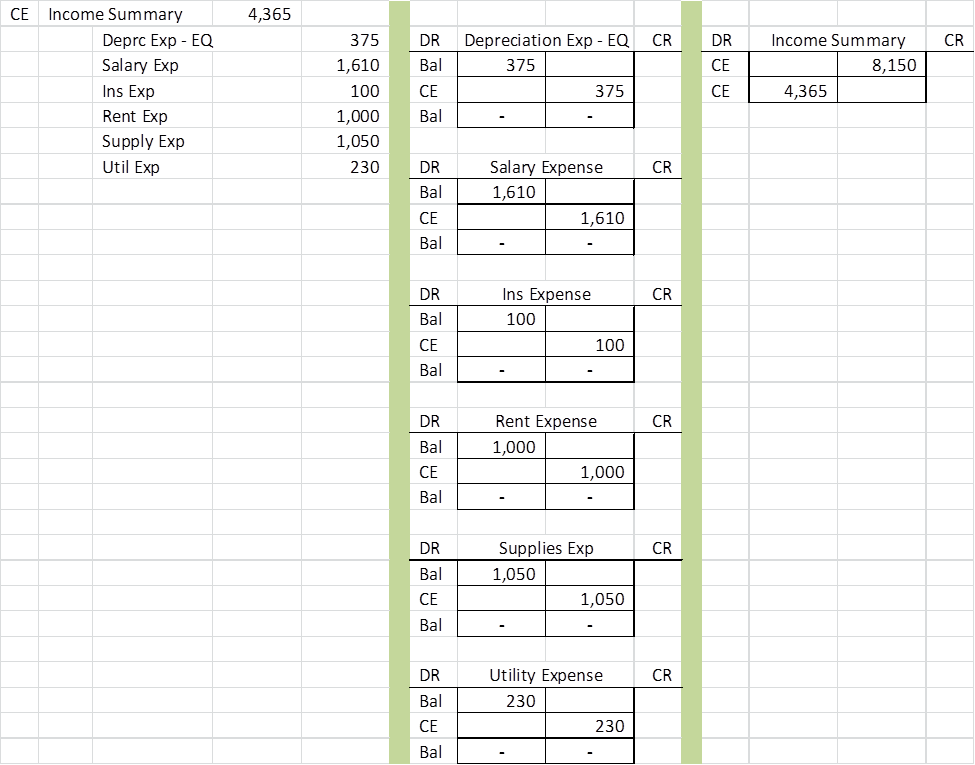 CE Income Summary 4,365
Deprc Exp - EQ 375
Salary Exp 1,610
Ins Exp 100
Rent Exp 1,000
Supply Exp 1,050
Util Exp 230
DR Depreciation Exp - EQ CR
Bal 375
CE 375
Bal - -
DR Salary Expense CR
Bal 1,610
CE 1,610
Bal - -
DR Ins Expense CR
Bal 100
CE 100
Bal - -
DR Rent Expense CR
Bal 1,000
CE 1,000
Bal - -
DR Supplies Exp CR
Bal 1,050
CE 1,050
Bal - -
DR Utility Expense CR
Bal 230
CE 230
Bal - -
DR Income Summary CR
CE 8,150
CE 4,365